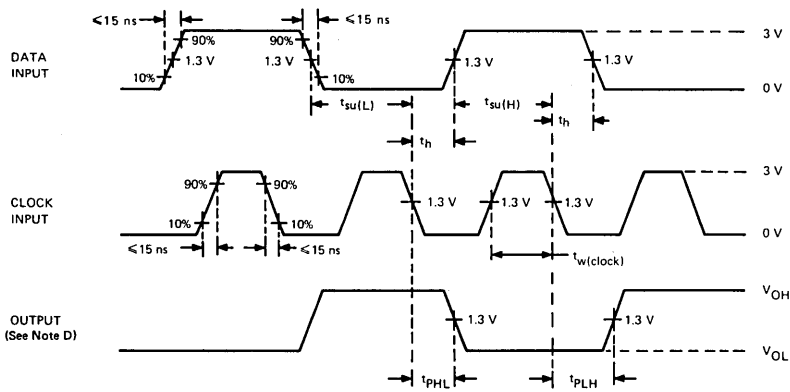 ≤15 ns ≤15 ns
90% 90% 3 V
DATA INPUT
1.3 V 1.3 V 1.3 V 1.3 V
10% 10%
0 V
tsu(L) tsu(H)
th th
3 V
90% 90%
CLOCK INPUT
1.3 V 1.3 V 1.3 V
10% 10%
0 V
≤15 ns ≤15 ns
tw(clock)
VOH
OUTPUT
(See Note D)
1.3 V 1.3 V
VOL
tPHL tPLH